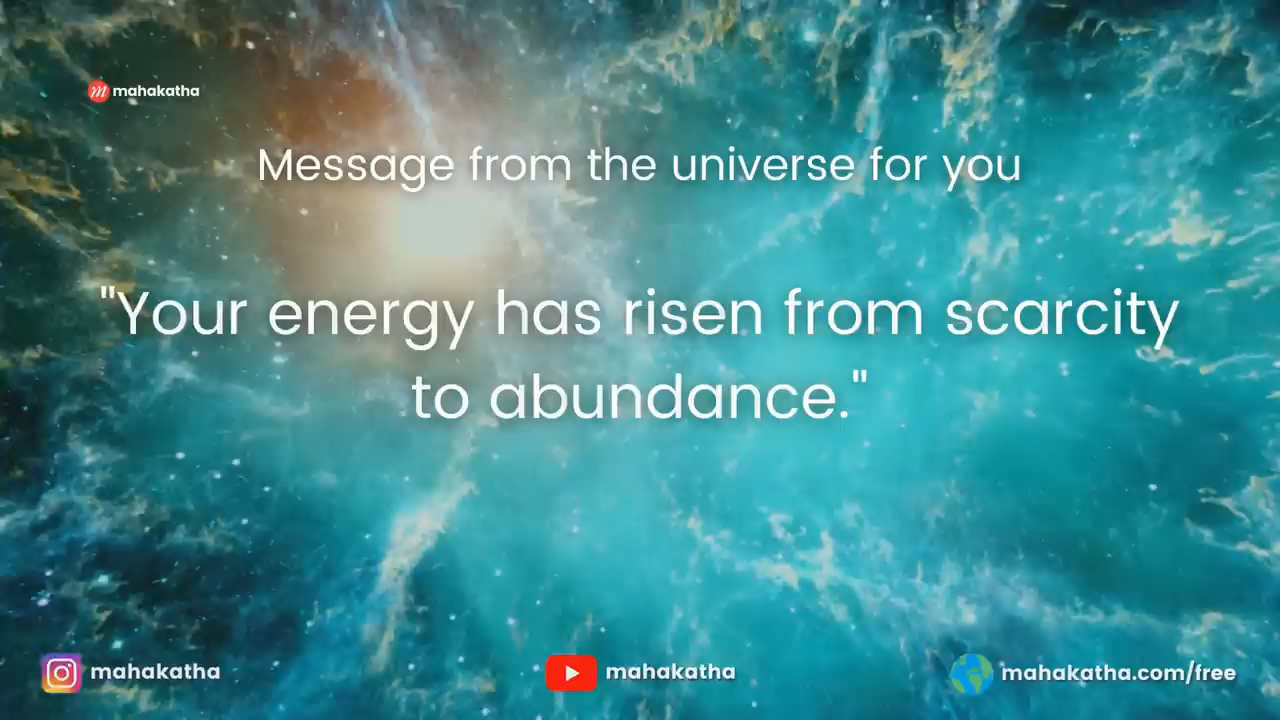 mahakatha
Message from the universe for you
"Your energy has risen from scarcity
to abundance."
mahakatha
mahakatha
mahakatha.com/free